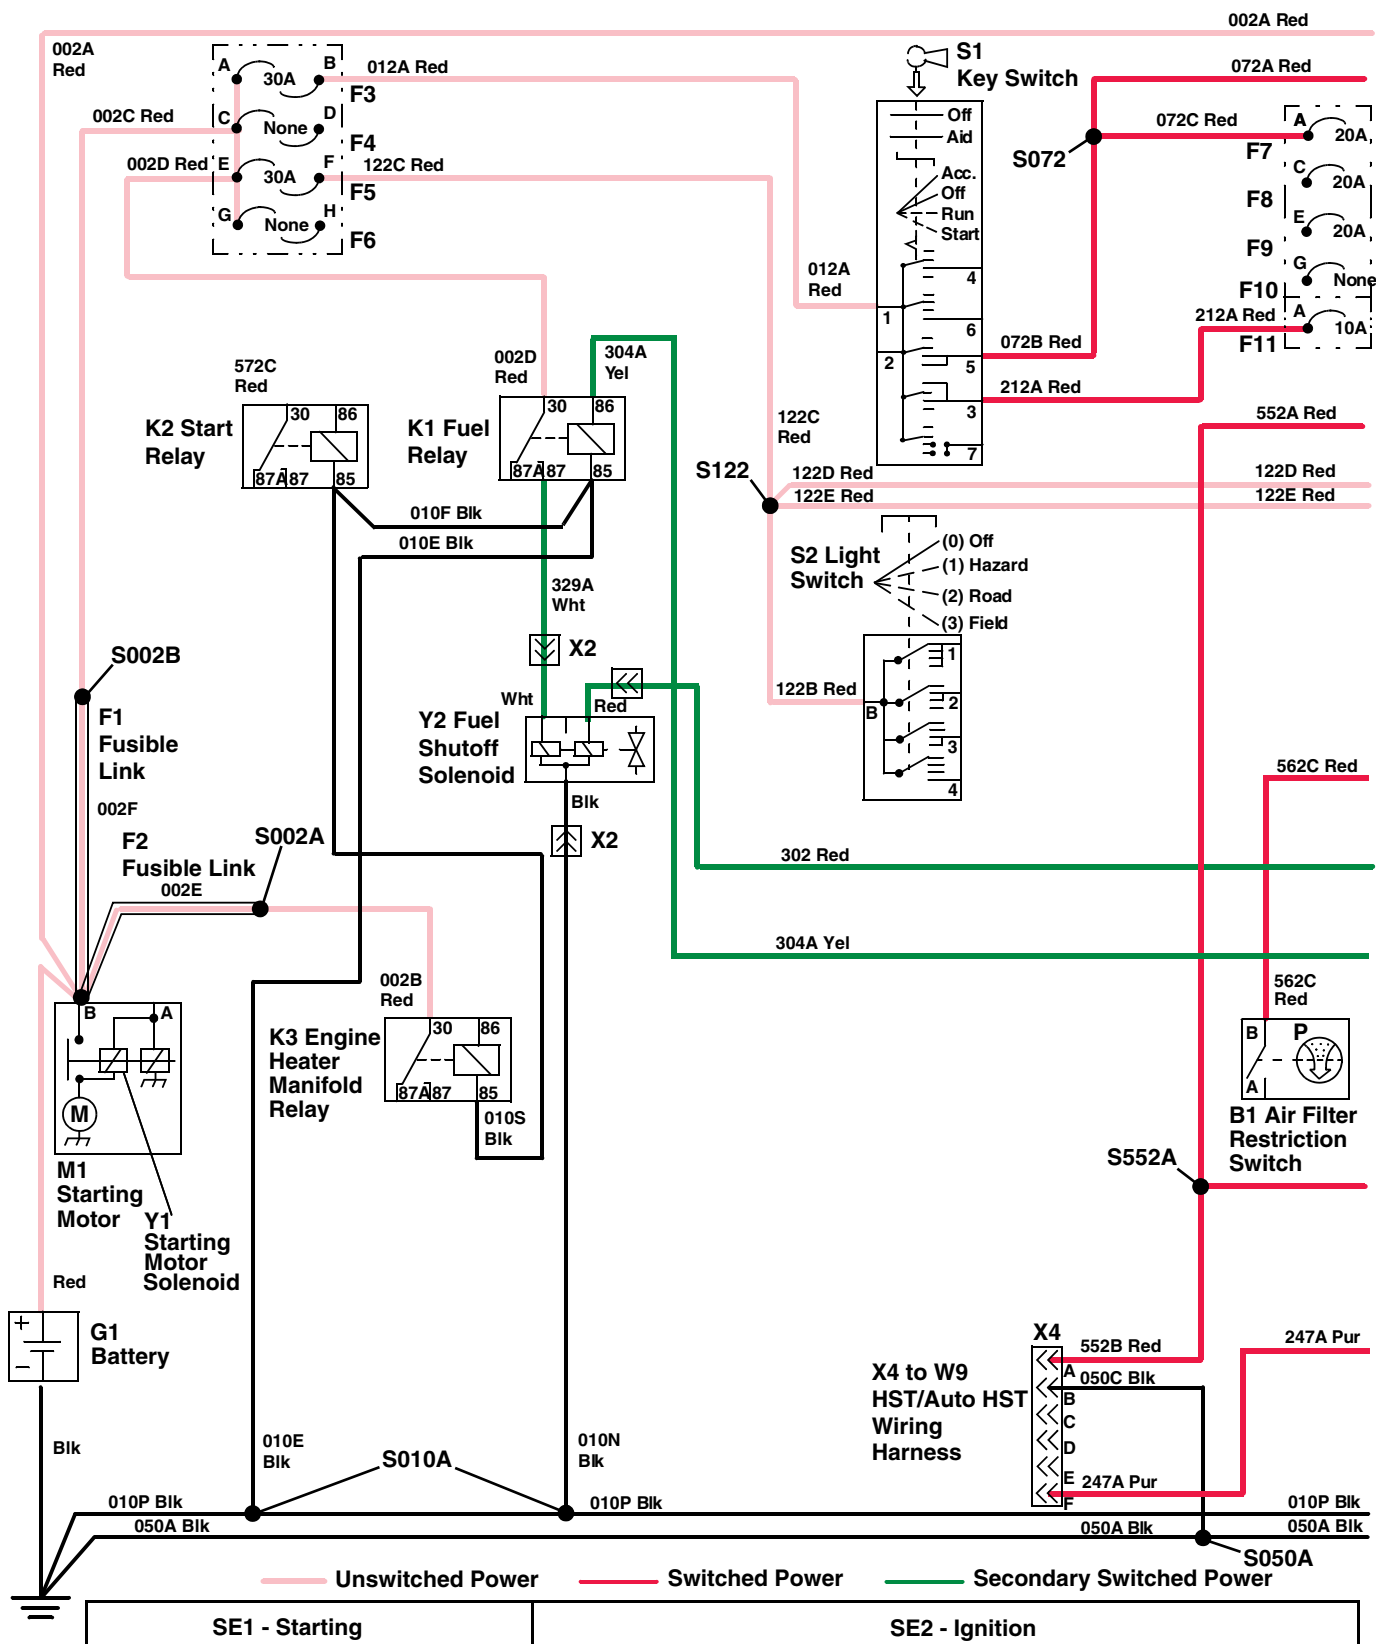 002A Red
002A
Red
A
30A
B
F3
012A Red
S1
Key Switch
072A Red
002C Red
C
None
D
F4
Off
Aid
S072
072C Red
A
20A
F7
002D Red
E
30A
F
F5
122C Red
Acc.
Off
Run
Start
C
20A
F8
G
None
H
F6
E
20A
F9
012A
Red
4
G
None
F10
1
6
212A Red
A
10A
F11
2
5
072B Red
212A Red
3
7
572C
Red
002D
Red
304A
Yel
K2 Start
Relay
30
86
87A
87
85
K1 Fuel
Relay
30
86
87A
87
85
122C
Red
552A Red
S122
122D Red
122E Red
122D Red
122E Red
010F Blk
010E Blk
S2 Light
Switch
(0) Off
(1) Hazard
(2) Road
(3) Field
329A
Wht
X2
S002B
1
122B Red
B
2
3
4
F1
Fusible
Link
Wht
Red
Y2 Fuel
Shutoff
Solenoid
562C Red
002F
Blk
F2
Fusible Link
S002A
X2
002E
302 Red
304A Yel
002B
Red
562C
Red
B
A
K3 Engine
Heater
Manifold
Relay
30
86
87A
87
85
B
P
A
M
010S
Blk
B1 Air Filter
Restriction
Switch
M1
Starting
Motor
Y1
Starting
Motor
Solenoid
S552A
Red
+
−
G1
Battery
X4
552B Red
247A Pur
X4 to W9
HST/Auto HST
Wiring
Harness
A
050C Blk
B
C
D
E
247A Pur
F
Blk
010E
Blk
S010A
010N
Blk
010P Blk
010P Blk
010P Blk
050A Blk
050A Blk
050A Blk
S050A
Unswitched Power
Switched Power
Secondary Switched Power
SE1 - Starting
SE2 - Ignition